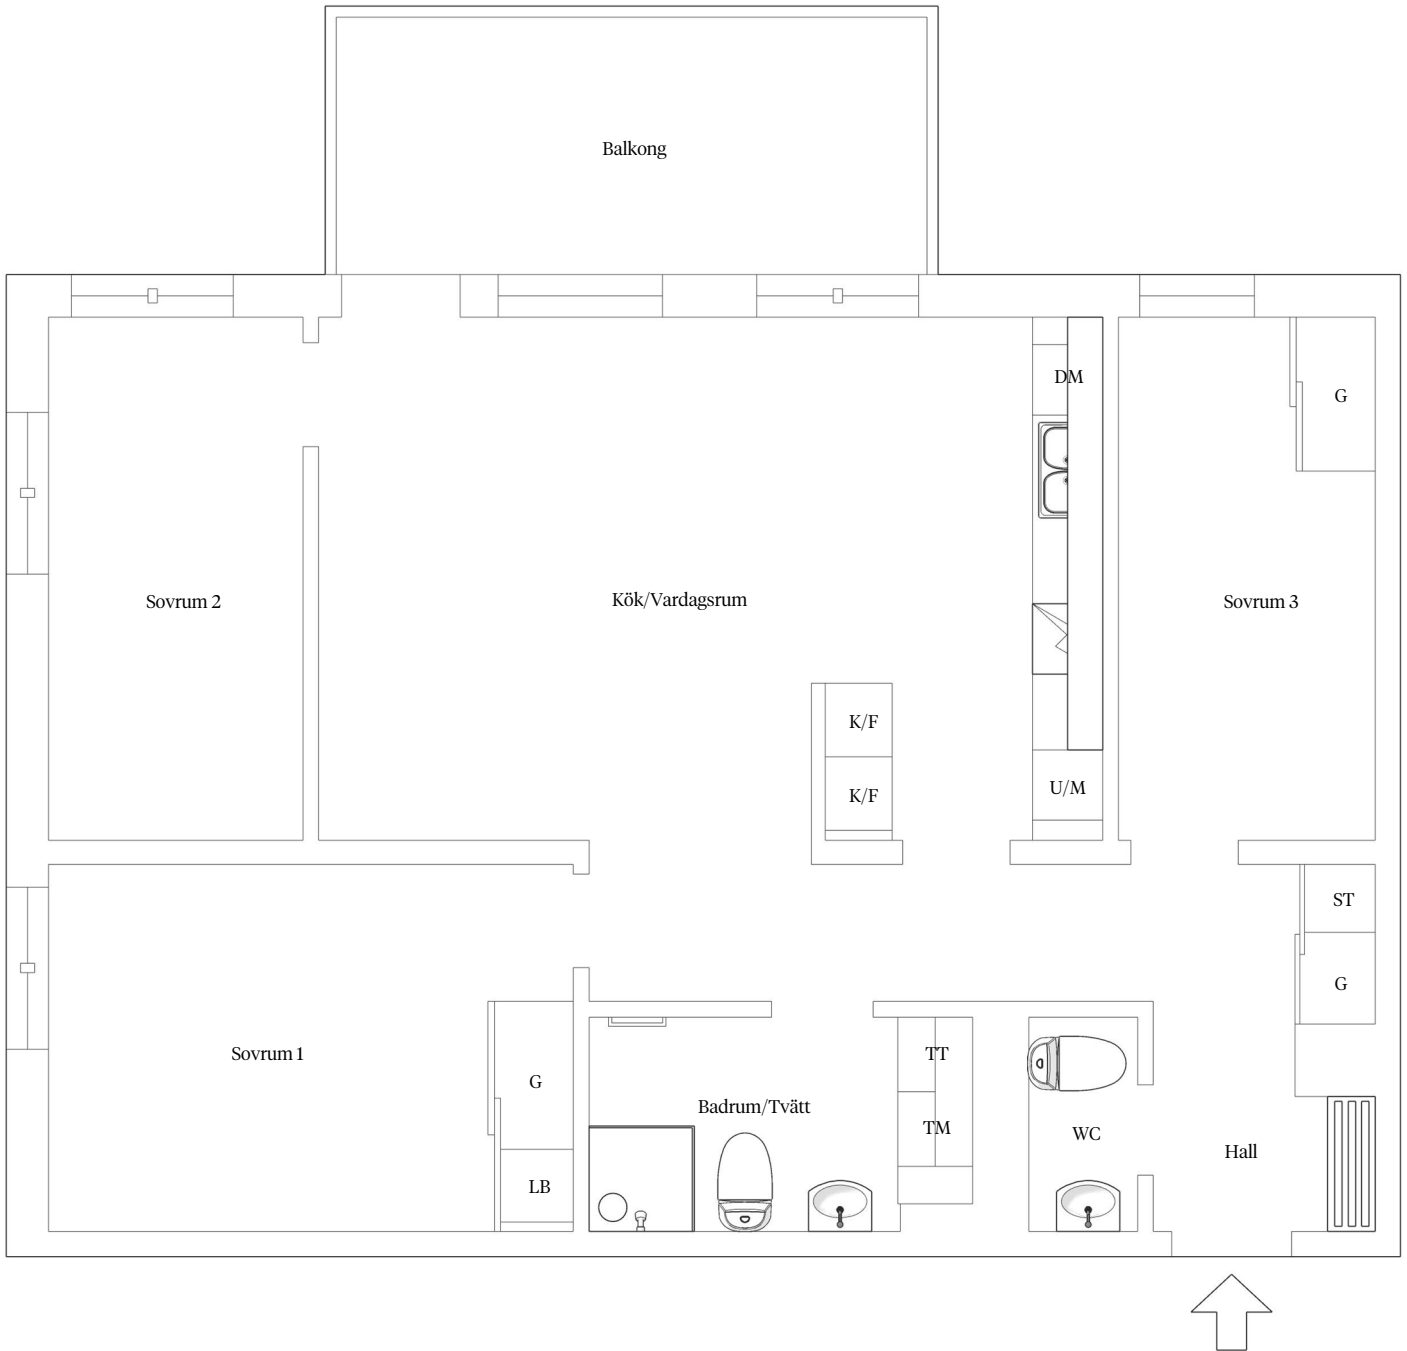 Balkong
DM
G
Sovrum 2
Kök/Vardagsrum
Sovrum 3
K/F
K/F
U/M
ST
G
Sovrum 1
G
TT
Badrum/Tvätt
TM
WC
Hall
LB